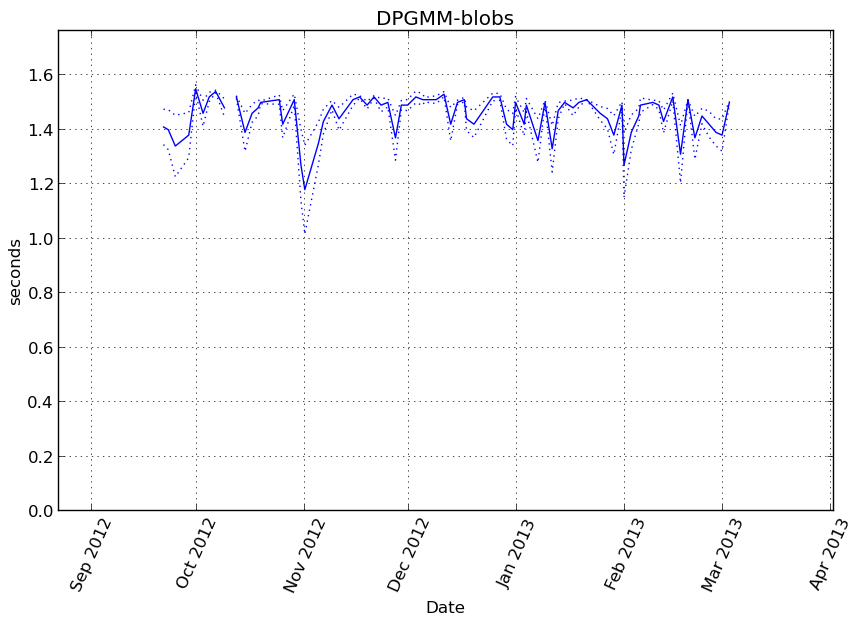 DPGMM-blobs
1.6
1.4
1.2
1.0
0.8
0.6
0.4
0.2
0.0
seconds
Sep 2012
Oct 2012
Nov 2012
Dec 2012
Jan 2013
Feb 2013
Mar 2013
Apr 2013
Date